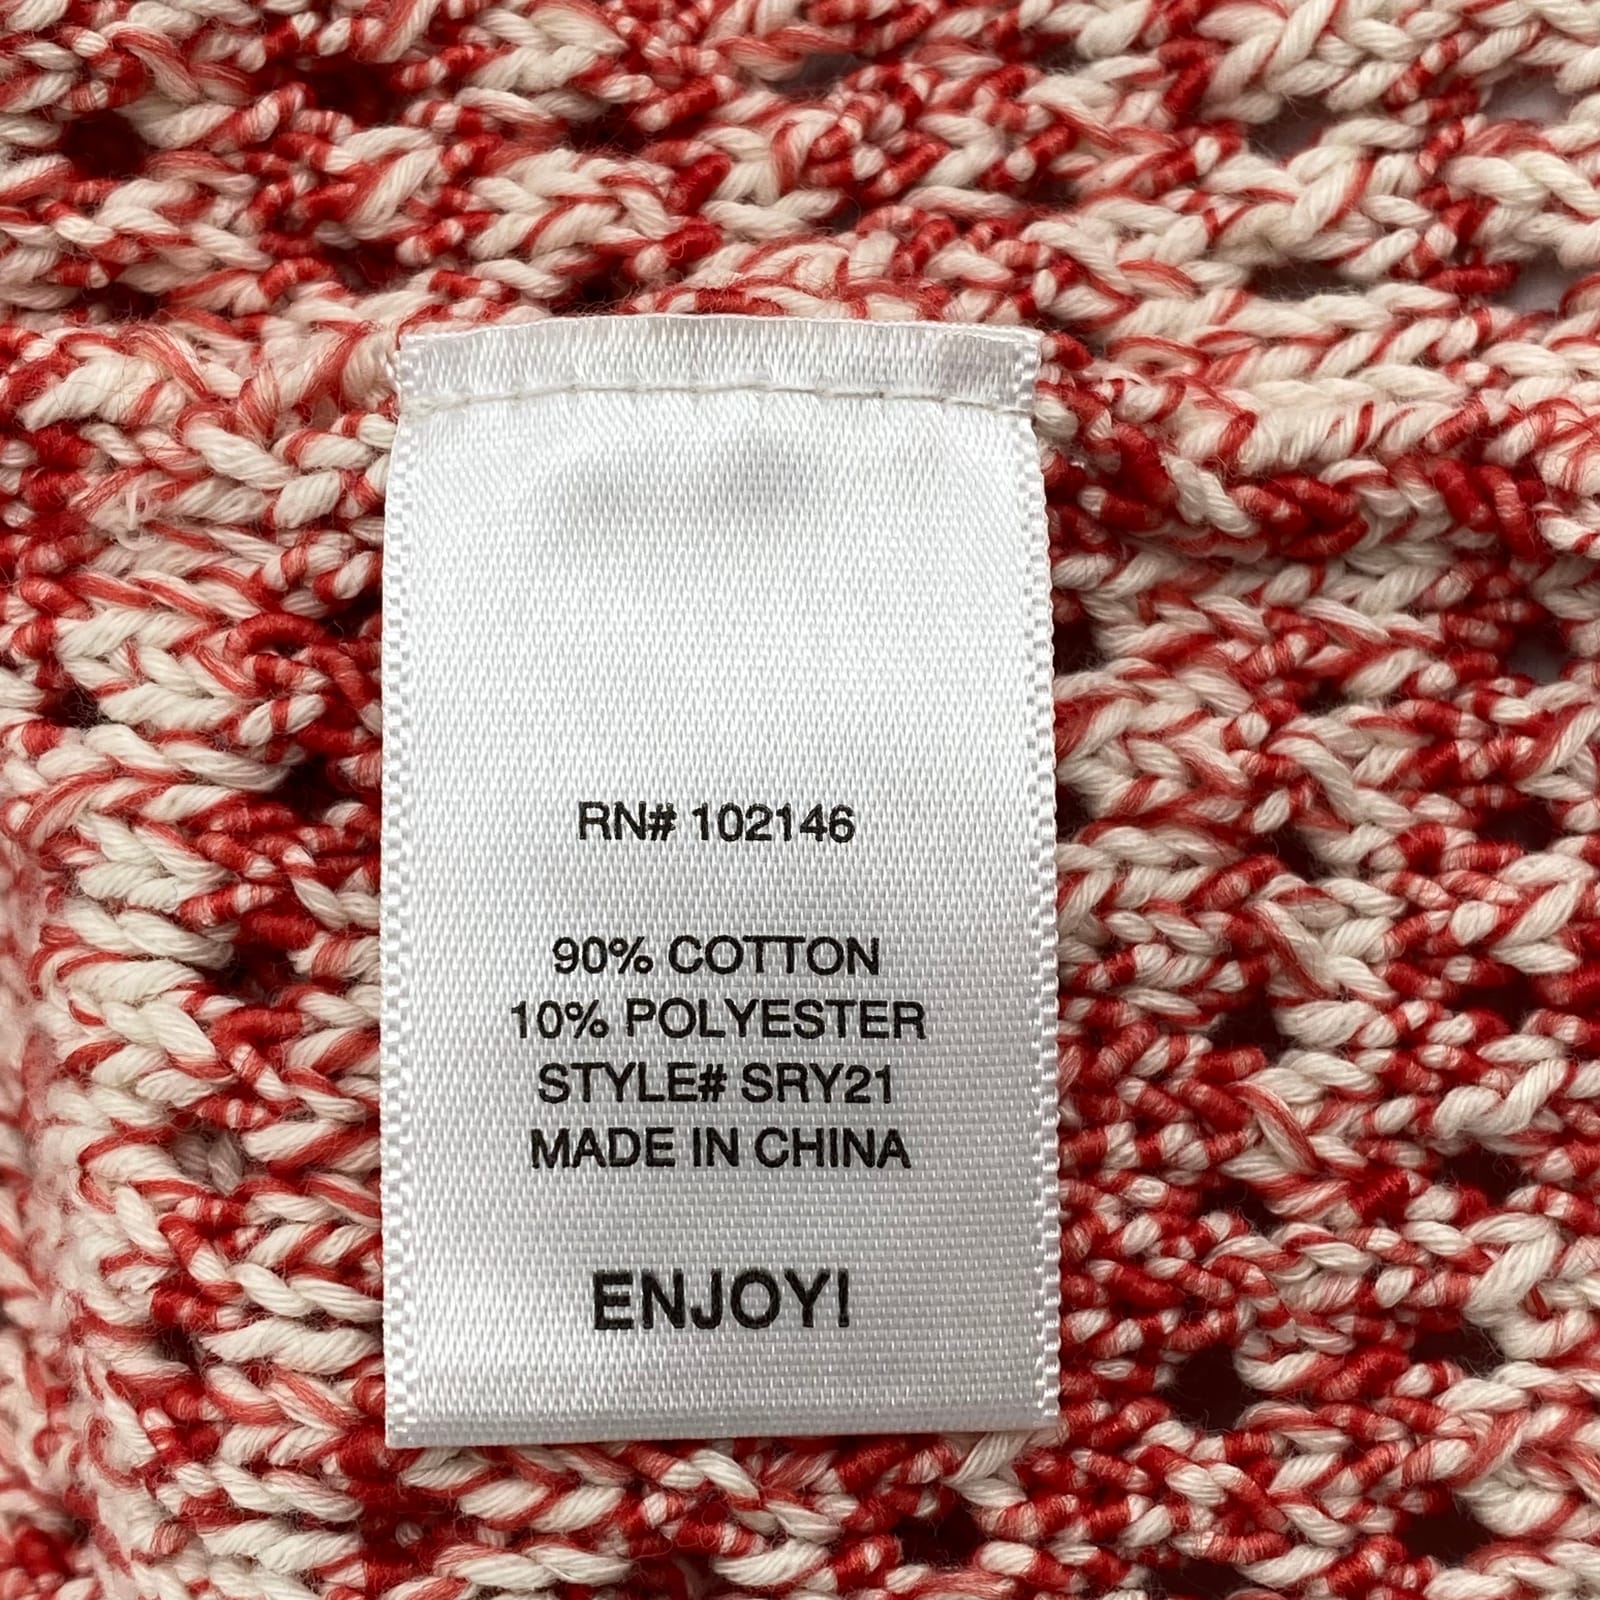 RN# 102146
90% COTTON
10% POLYESTER
STYLE# SRY21
MADE IN CHINA
ENJOY!